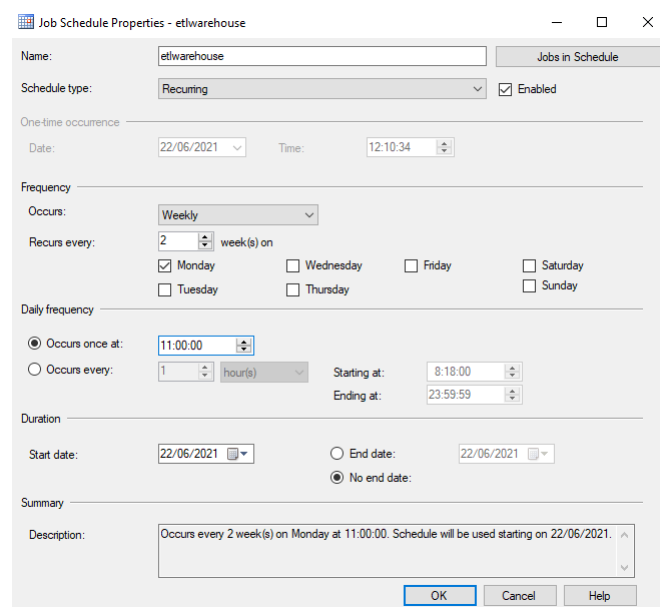 Job Schedule Properties - etlwarehouse
Name: etlwarehouse Jobs in Schedule
Schedule type: Recurring Enabled
One-time occurrence
Date: 22/06/2021 Time: 12:10:34
Frequency
Occurs: Weekly
Recurs every: 2 week(s) on
Monday Wednesday Friday Saturday
Tuesday Thursday Sunday
Daily frequency
Occurs once at: 11:00:00
Occurs every: 1 hour(s) Starting at: 8:18:00
Ending at: 23:59:59
Duration
Start date: 22/06/2021 End date: 22/06/2021
No end date:
Summary
Description: Occurs every 2 week(s) on Monday at 11:00:00. Schedule will be used starting on 22/06/2021.
OK Cancel Help